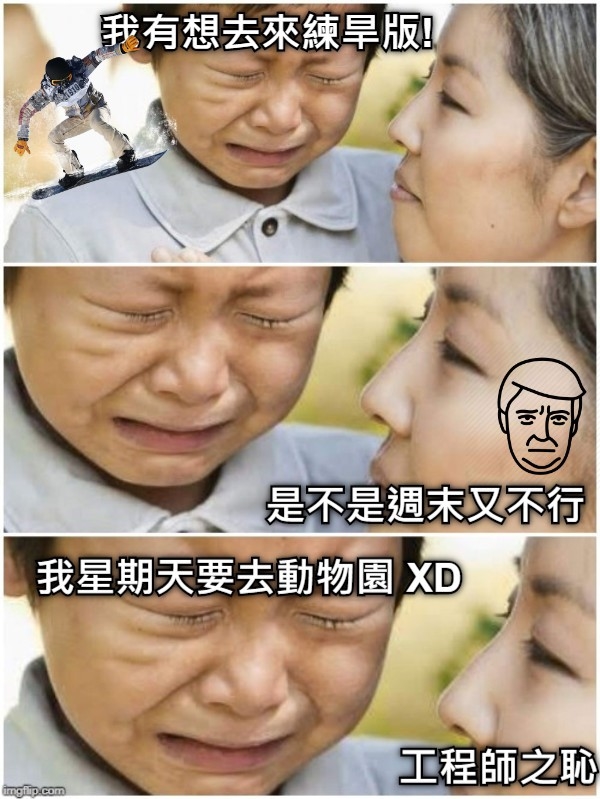 我有想去來練旱版!
是不是週末又不行
我星期天要去動物園 XD
工程師之恥
imgflip.com